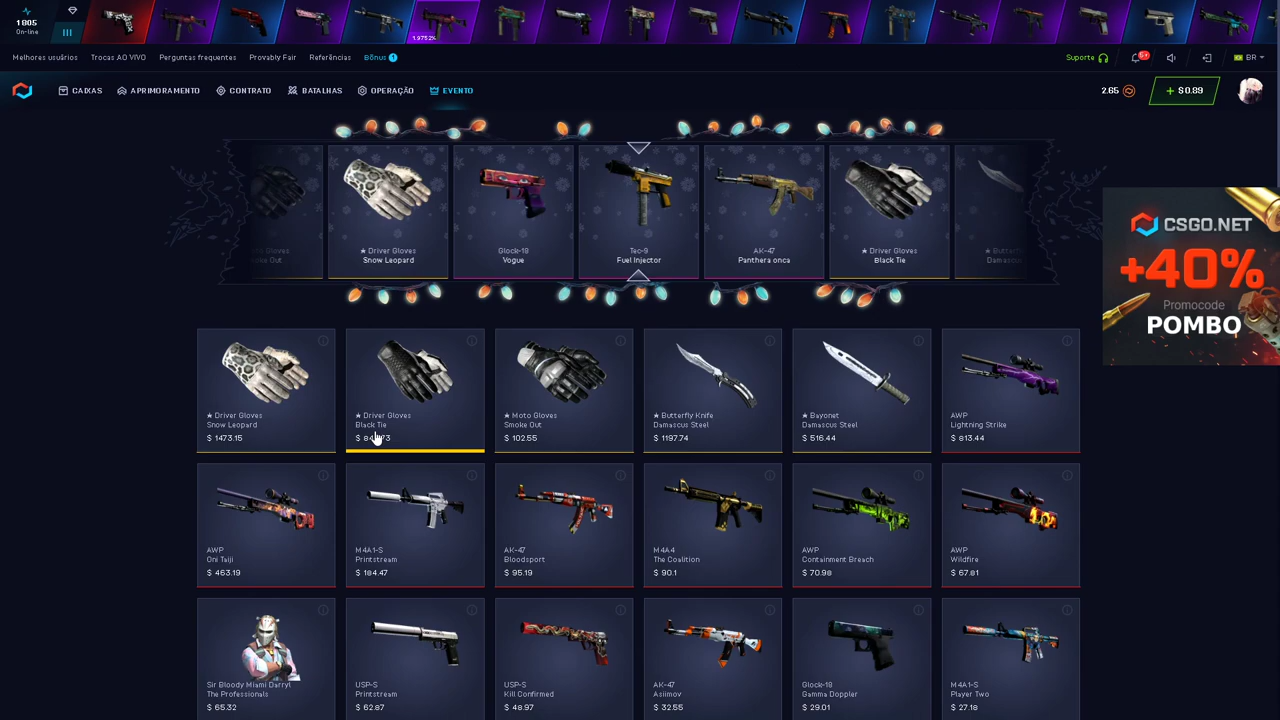 1 805
On-line
1.9752%
Melhores usuários
Trocas AO VIVO
Perguntas frequentes
Provably Fair
Referências
Bônus 1
Suporte
5+
BR
CAIXAS
APRIMORAMENTO
CONTRATO
BATALHAS
OPERAÇÃO
EVENTO
2.65
+ $ 0.89
★ Driver Gloves
Snow Leopard
Glock-18
Vogue
Tec-9
Fuel Injector
AK-47
Panthera onca
★ Driver Gloves
Black Tie
CSGO.NET
+40%
Promocode
POMBO
★ Driver Gloves
Snow Leopard
$ 1473.15
★ Driver Gloves
Black Tie
★ Moto Gloves
Smoke Out
$ 102.55
★ Butterfly Knife
Damascus Steel
$ 1197.74
★ Bayonet
Damascus Steel
$ 516.44
AWP
Lightning Strike
$ 813.44
AWP
Oni Taiji
$ 463.19
M4A1-S
Printstream
$ 184.47
AK-47
Bloodsport
$ 95.19
M4A4
The Coalition
$ 90.1
AWP
Containment Breach
$ 70.98
AWP
Wildfire
$ 67.81
Sir Bloody Miami Darryl
The Professionals
$ 65.32
USP-S
Printstream
$ 62.87
USP-S
Kill Confirmed
$ 48.97
AK-47
Asiimov
$ 32.55
Glock-18
Gamma Doppler
$ 29.01
M4A1-S
Player Two
$ 27.18